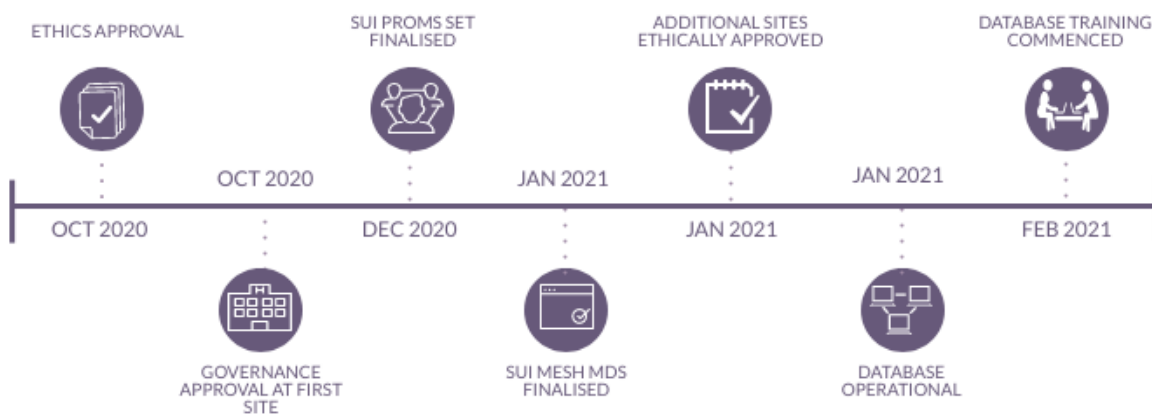 ETHICS APPROVAL
SUI PROMS SET
FINALISED
ADDITIONAL SITES
ETHICALLY APPROVED
DATABASE TRAINING
COMMENCED
OCT 2020
JAN 2021
JAN 2021
OCT 2020
DEC 2020
JAN 2021
FEB 2021
GOVERNANCE
APPROVAL AT FIRST
SITE
SUI MESH MDS
FINALISED
DATABASE
OPERATIONAL